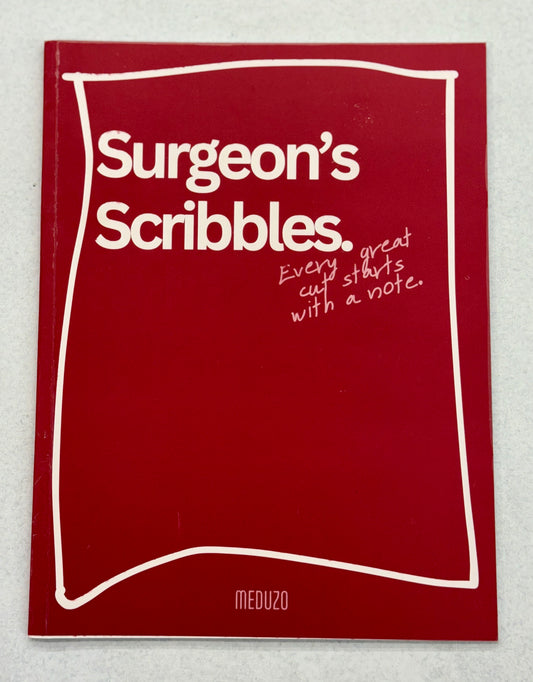 Surgeon’s
Scribbles.
Every great
cut starts
with a note.
MEDUZO